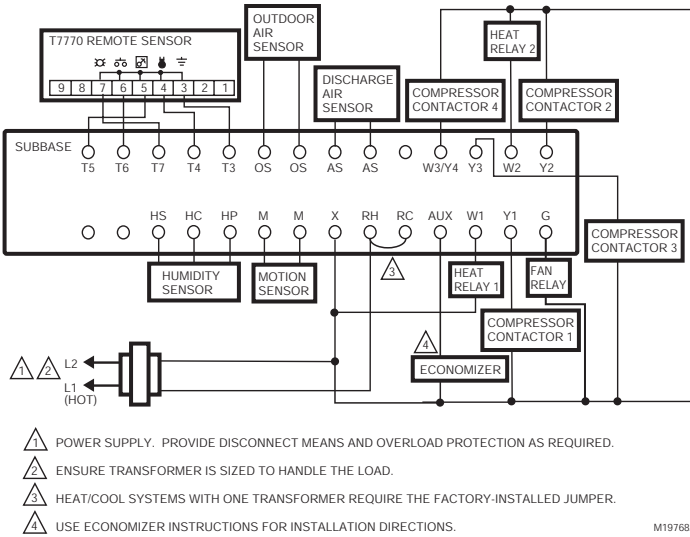 OUTDOOR
AIR
SENSOR
T7770 REMOTE SENSOR
9 8 7 6 5 4 3 2 1
DISCHARGE
AIR
SENSOR
COMPRESSOR
CONTACTOR 4
HEAT
RELAY 2
COMPRESSOR
CONTACTOR 2
SUBBASE
T5 T6 T7 T4 T3 OS OS AS AS W3/Y4 Y3 W2 Y2
HS HC HP M M X RH RC AUX W1 Y1 G
COMPRESSOR
CONTACTOR 3
HUMIDITY
SENSOR
MOTION
SENSOR
3
HEAT
RELAY 1
FAN
RELAY
COMPRESSOR
CONTACTOR 1
4
ECONOMIZER
1 2 L2
L1
(HOT)
1 POWER SUPPLY. PROVIDE DISCONNECT MEANS AND OVERLOAD PROTECTION AS REQUIRED.
2 ENSURE TRANSFORMER IS SIZED TO HANDLE THE LOAD.
3 HEAT/COOL SYSTEMS WITH ONE TRANSFORMER REQUIRE THE FACTORY-INSTALLED JUMPER.
4 USE ECONOMIZER INSTRUCTIONS FOR INSTALLATION DIRECTIONS.
M19768